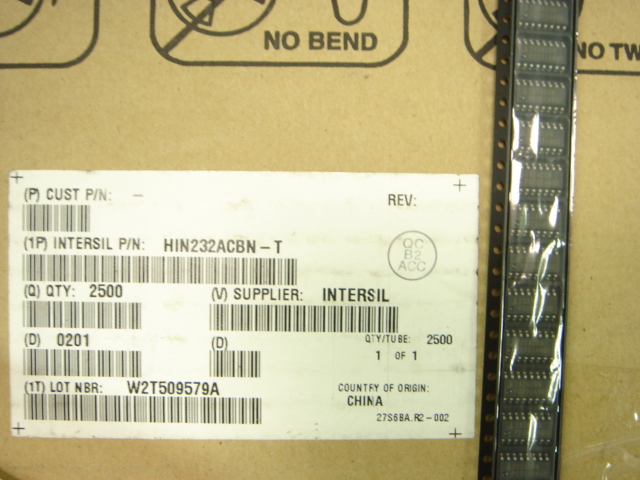 NO BEND
NO TW
(P) CUST P/N: -
REV:
(1P) INTERSIL P/N: HIN232ACBN-T
QC
B2
ACC
(Q) QTY: 2500
(V) SUPPLIER: INTERSIL
(D) 0201
(D)
QTY/TUBE: 2500
1 OF 1
(1T) LOT NBR: W2T509579A
COUNTRY OF ORIGIN:
CHINA
27S6BA.R2-002